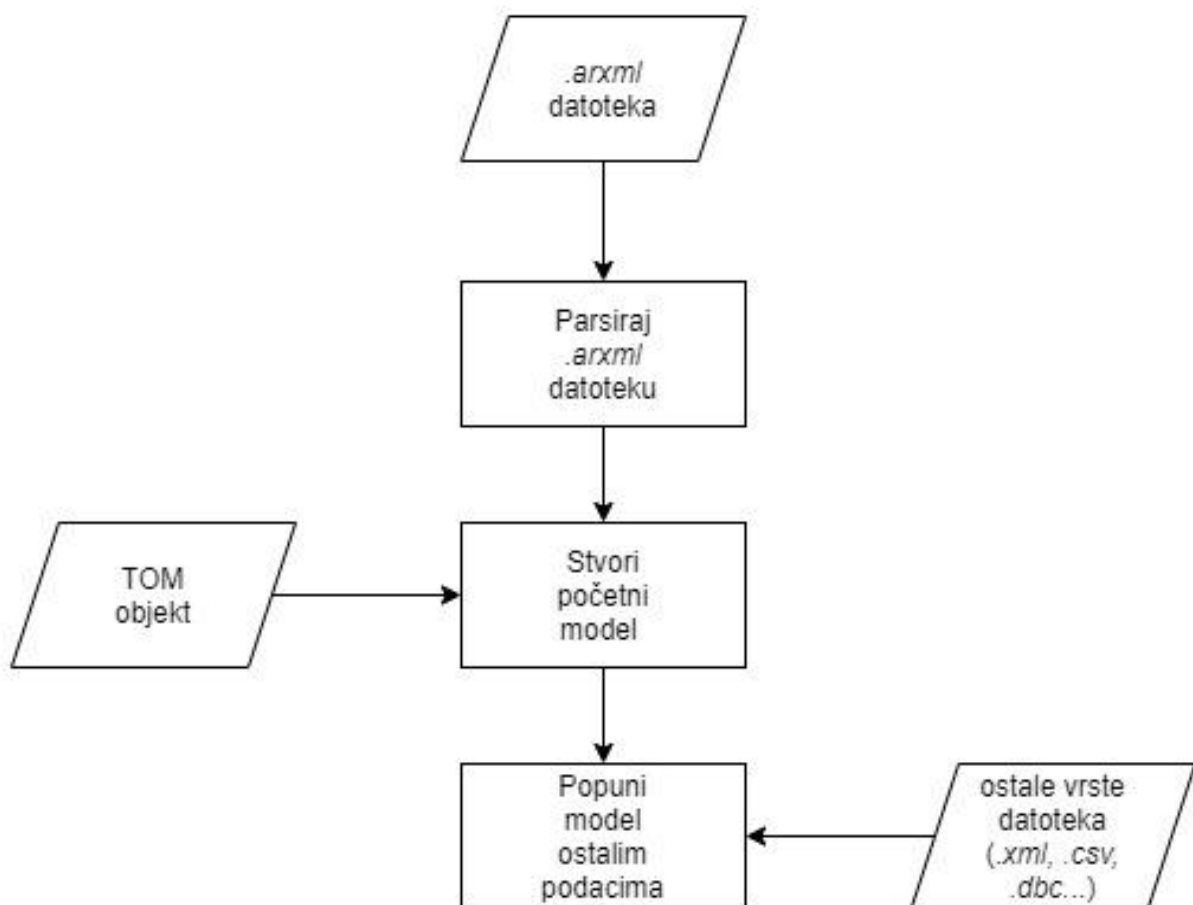 .arxml
datoteka
Parsiraj
.arxml
datoteku
TOM
objekt
Stvori
početni
model
Popuni
model
ostalim
podacima
ostale vrste
datoteka
(.xml, .csv,
.dbc...)